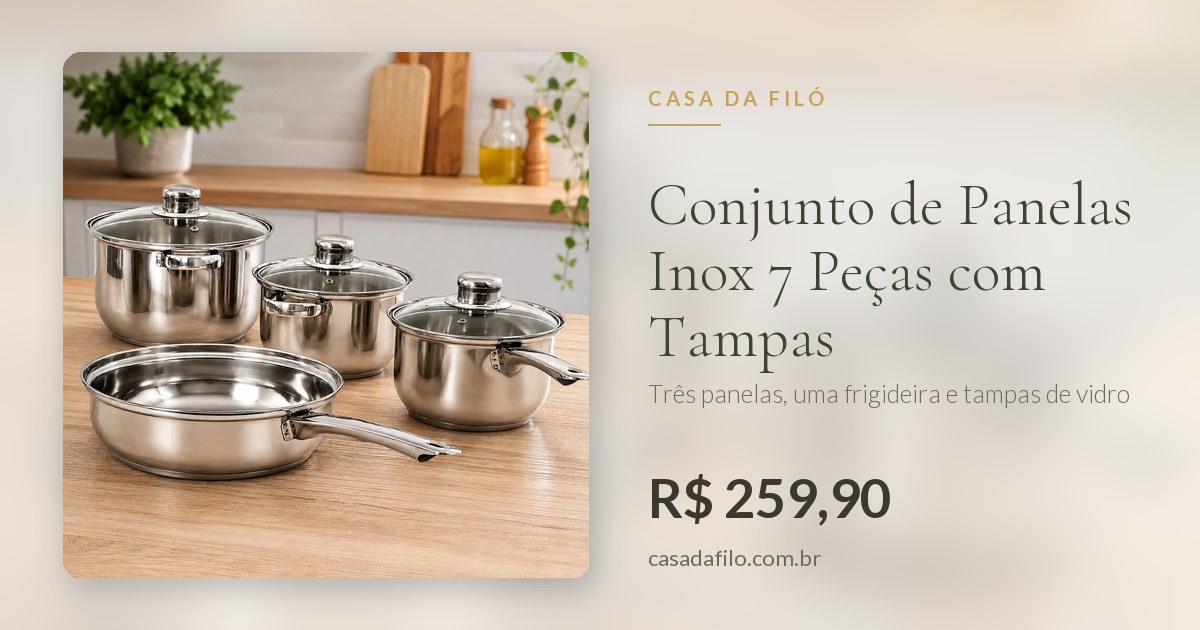 CASA DA FILÓ
Conjunto de Panelas
Inox 7 Peças com
Tampas
Três panelas, uma frigideira e tampas de vidro
R$ 259,90
casadafilo.com.br